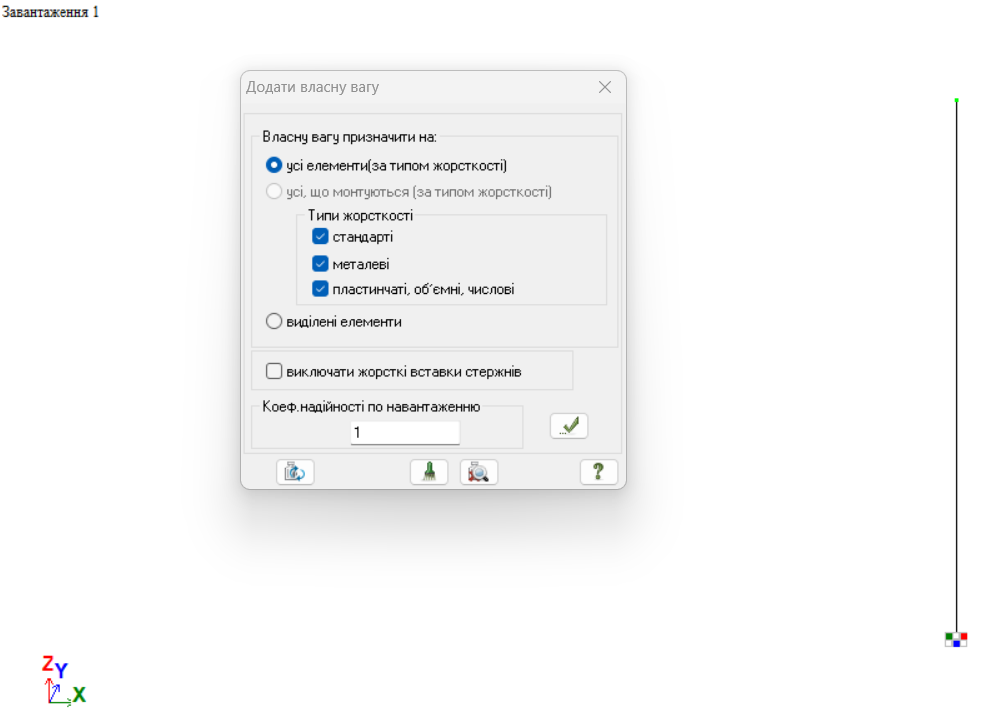 Завантаження 1
Додати власну вагу
Власну вагу призначити на:
усі елементи(за типом жорсткості)
усі, що монтуються (за типом жорсткості)
Типи жорсткості
стандарті
металеві
пластинчаті, об'ємні, числові
виділені елементи
виключати жорсткі вставки стержнів
Коеф.надійності по навантаженню
1
?
Z
Y
X